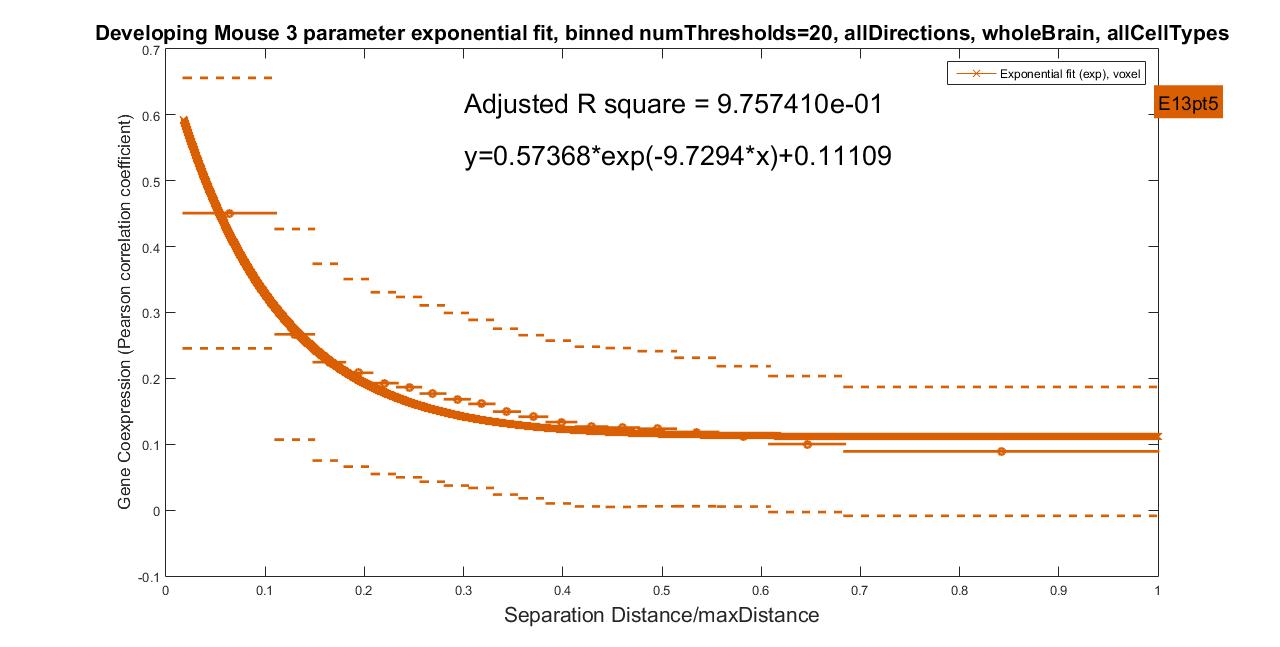 Developing Mouse 3 parameter exponential fit, binned numThresholds=20, allDirections, wholeBrain, allCellTypes
Exponential fit (exp), voxel
E13pt5
Adjusted R square = 9.757410e-01
y=0.57368*exp(-9.7294*x)+0.11109
Gene Coexpression (Pearson correlation coefficient)
0.7
0.6
0.5
0.4
0.3
0.2
0.1
0
-0.1
0 0.1 0.2 0.3 0.4 0.5 0.6 0.7 0.8 0.9 1
Separation Distance/maxDistance